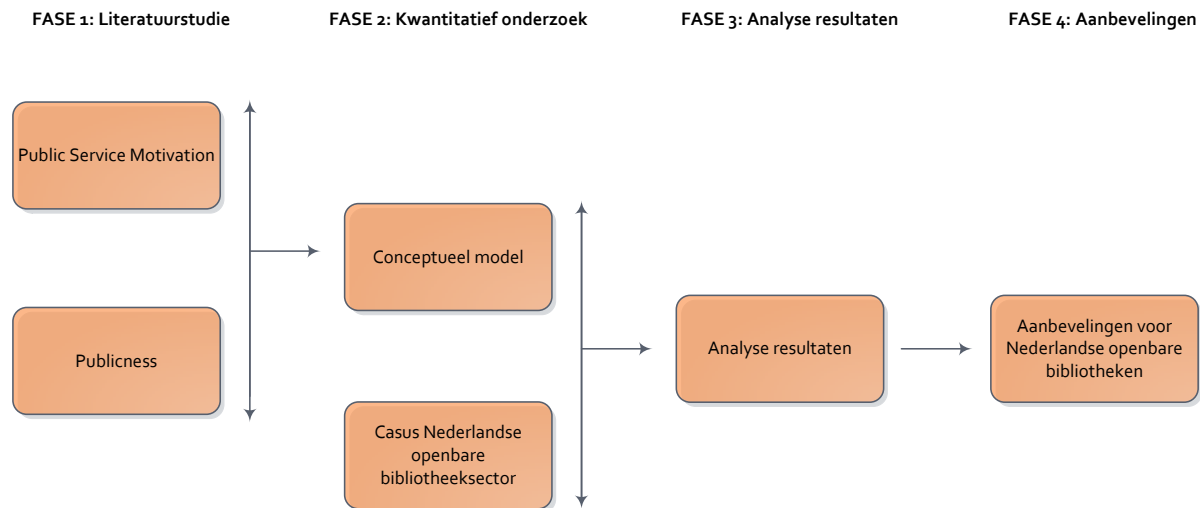 FASE 1: Literatuurstudie
FASE 2: Kwantitatief onderzoek
FASE 3: Analyse resultaten
FASE 4: Aanbevelingen
Public Service Motivation
Publicness
Conceptueel model
Casus Nederlandse
openbare
bibliotheeksector
Analyse resultaten
Aanbevelingen voor
Nederlandse openbare
bibliotheken